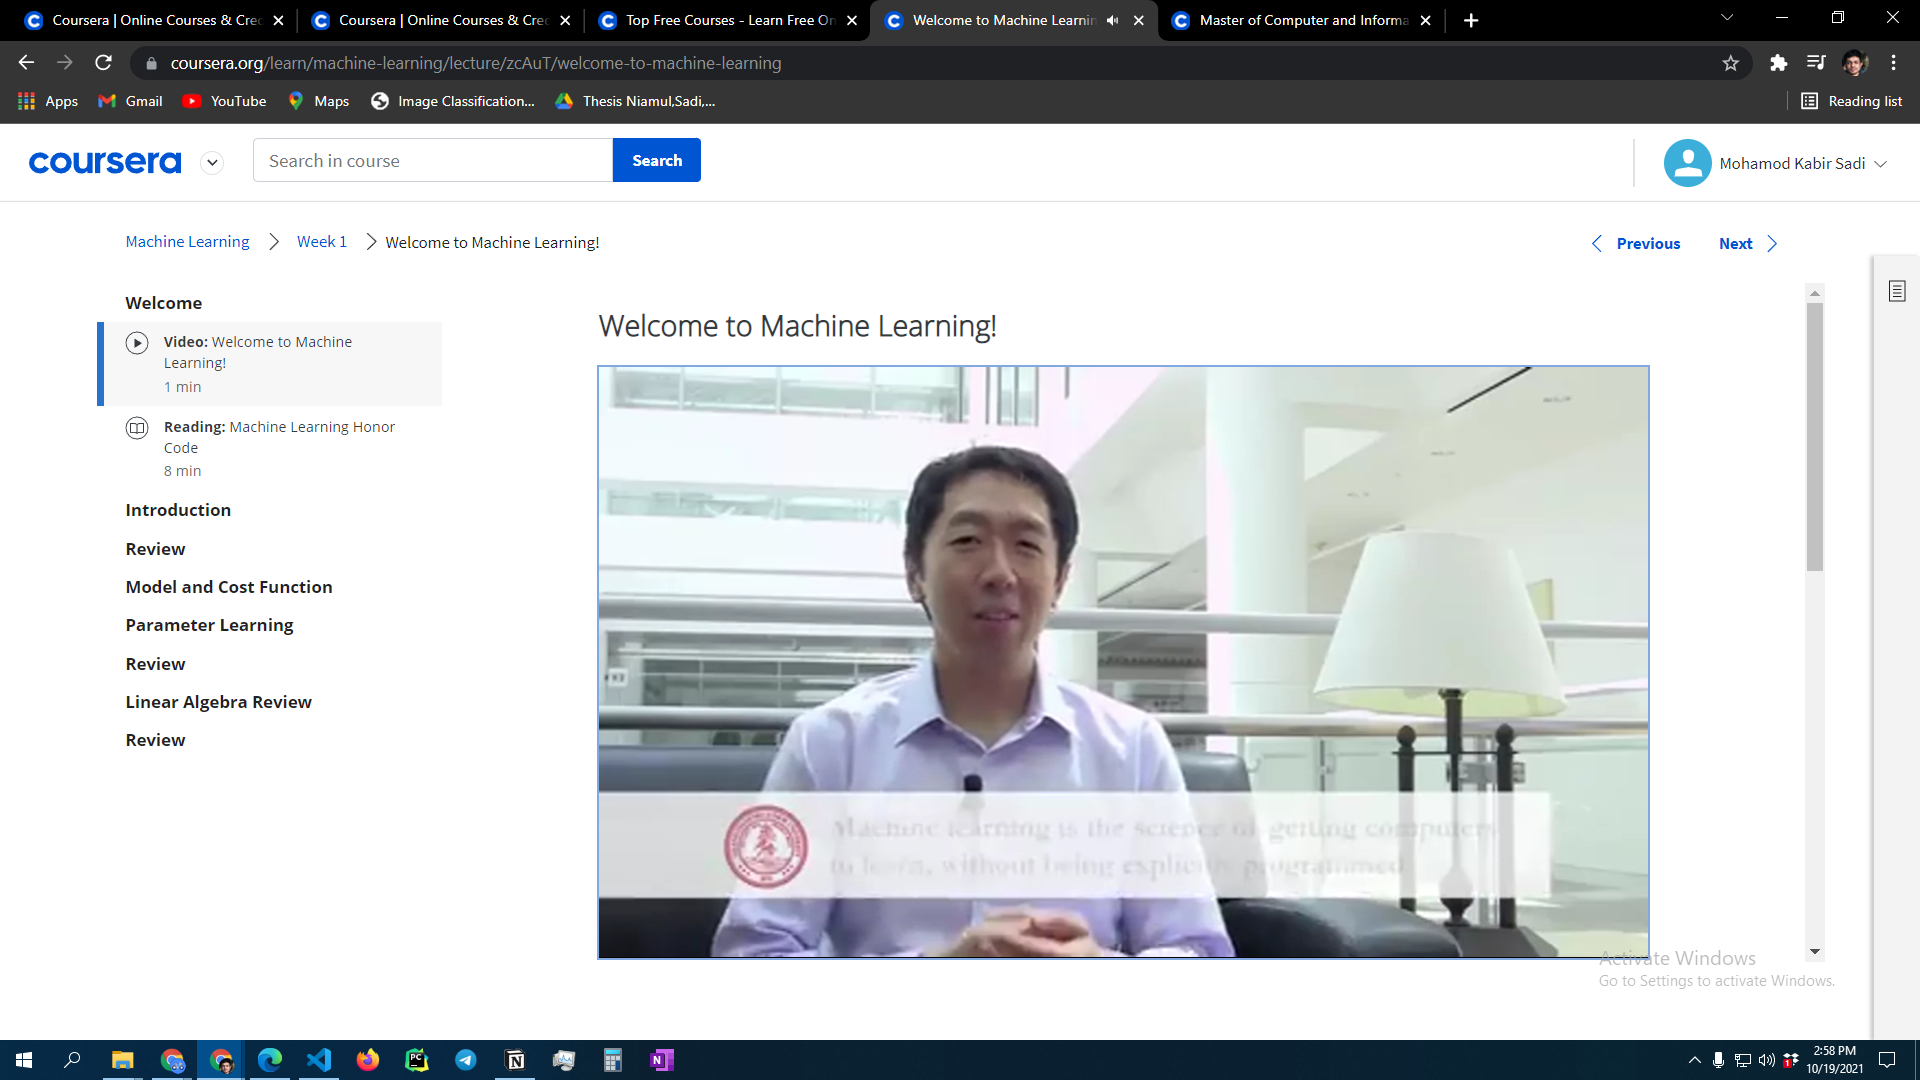 Coursera | Online Courses & Cre
Coursera | Online Courses & Cre
Top Free Courses - Learn Free On
Welcome to Machine Learnin
Master of Computer and Informa
coursera.org/learn/machine-learning/lecture/zcAuT/welcome-to-machine-learning
Apps
Gmail
YouTube
Maps
Image Classification...
Thesis Niamul,Sadi,...
Reading list
coursera
Search in course
Search
Mohamod Kabir Sadi
Machine Learning
Week 1
Welcome to Machine Learning!
Previous
Next
Welcome
Video: Welcome to Machine
Learning!
1 min
Reading: Machine Learning Honor
Code
8 min
Introduction
Review
Model and Cost Function
Parameter Learning
Review
Linear Algebra Review
Review
Welcome to Machine Learning!
Machine learning is the science of getting computers
to learn, without being explicitly programmed
Activate Windows
Go to Settings to activate Windows.
2:58 PM
10/19/2021